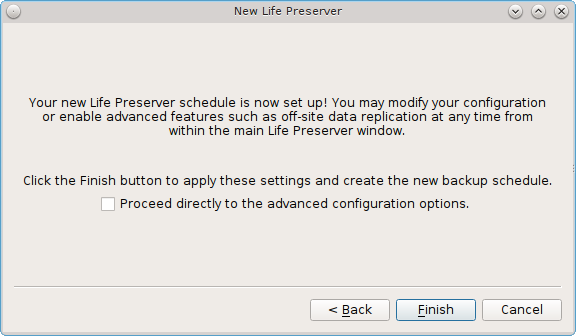 New Life Preserver
Your new Life Preserver schedule is now set up! You may modify your configuration
or enable advanced features such as off-site data replication at any time from
within the main Life Preserver window.
Click the Finish button to apply these settings and create the new backup schedule.
Proceed directly to the advanced configuration options.
< Back
Finish
Cancel